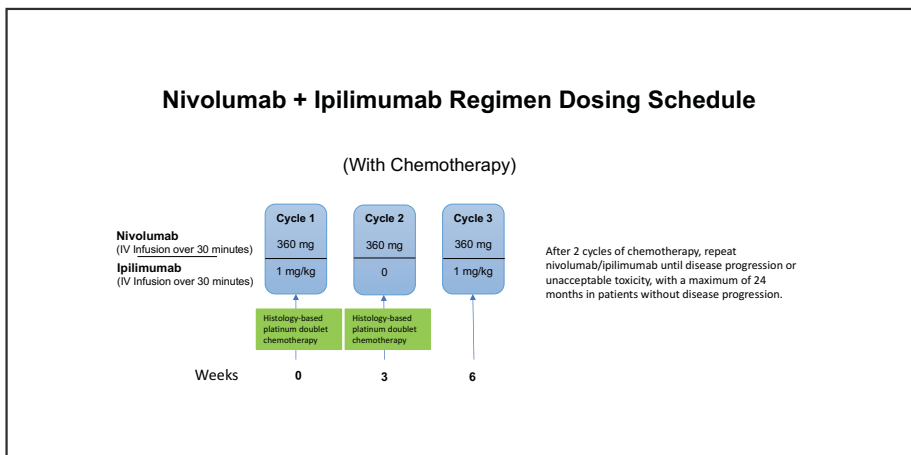 Nivolumab + Ipilimumab Regimen Dosing Schedule
(With Chemotherapy)
Cycle 1
Cycle 2
Cycle 3
Nivolumab
(IV Infusion over 30 minutes)
360 mg
360 mg
360 mg
Ipilimumab
(IV Infusion over 30 minutes)
1 mg/kg
0
1 mg/kg
After 2 cycles of chemotherapy, repeat
nivolumab/ipilimumab until disease progression or
unacceptable toxicity, with a maximum of 24
months in patients without disease progression.
Histology-based
platinum doublet
chemotherapy
Histology-based
platinum doublet
chemotherapy
Weeks
0
3
6